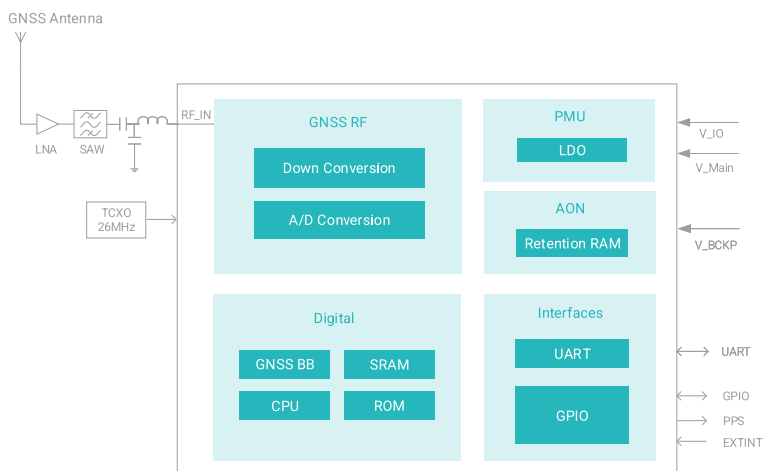 GNSS Antenna
LNA
SAW
RF_IN
TCXO
26MHz
GNSS RF
Down Conversion
A/D Conversion
PMU
LDO
AON
Retention RAM
V_IO
V_Main
V_BCKP
Digital
GNSS BB
SRAM
CPU
ROM
Interfaces
UART
GPIO
UART
GPIO
PPS
EXTINT